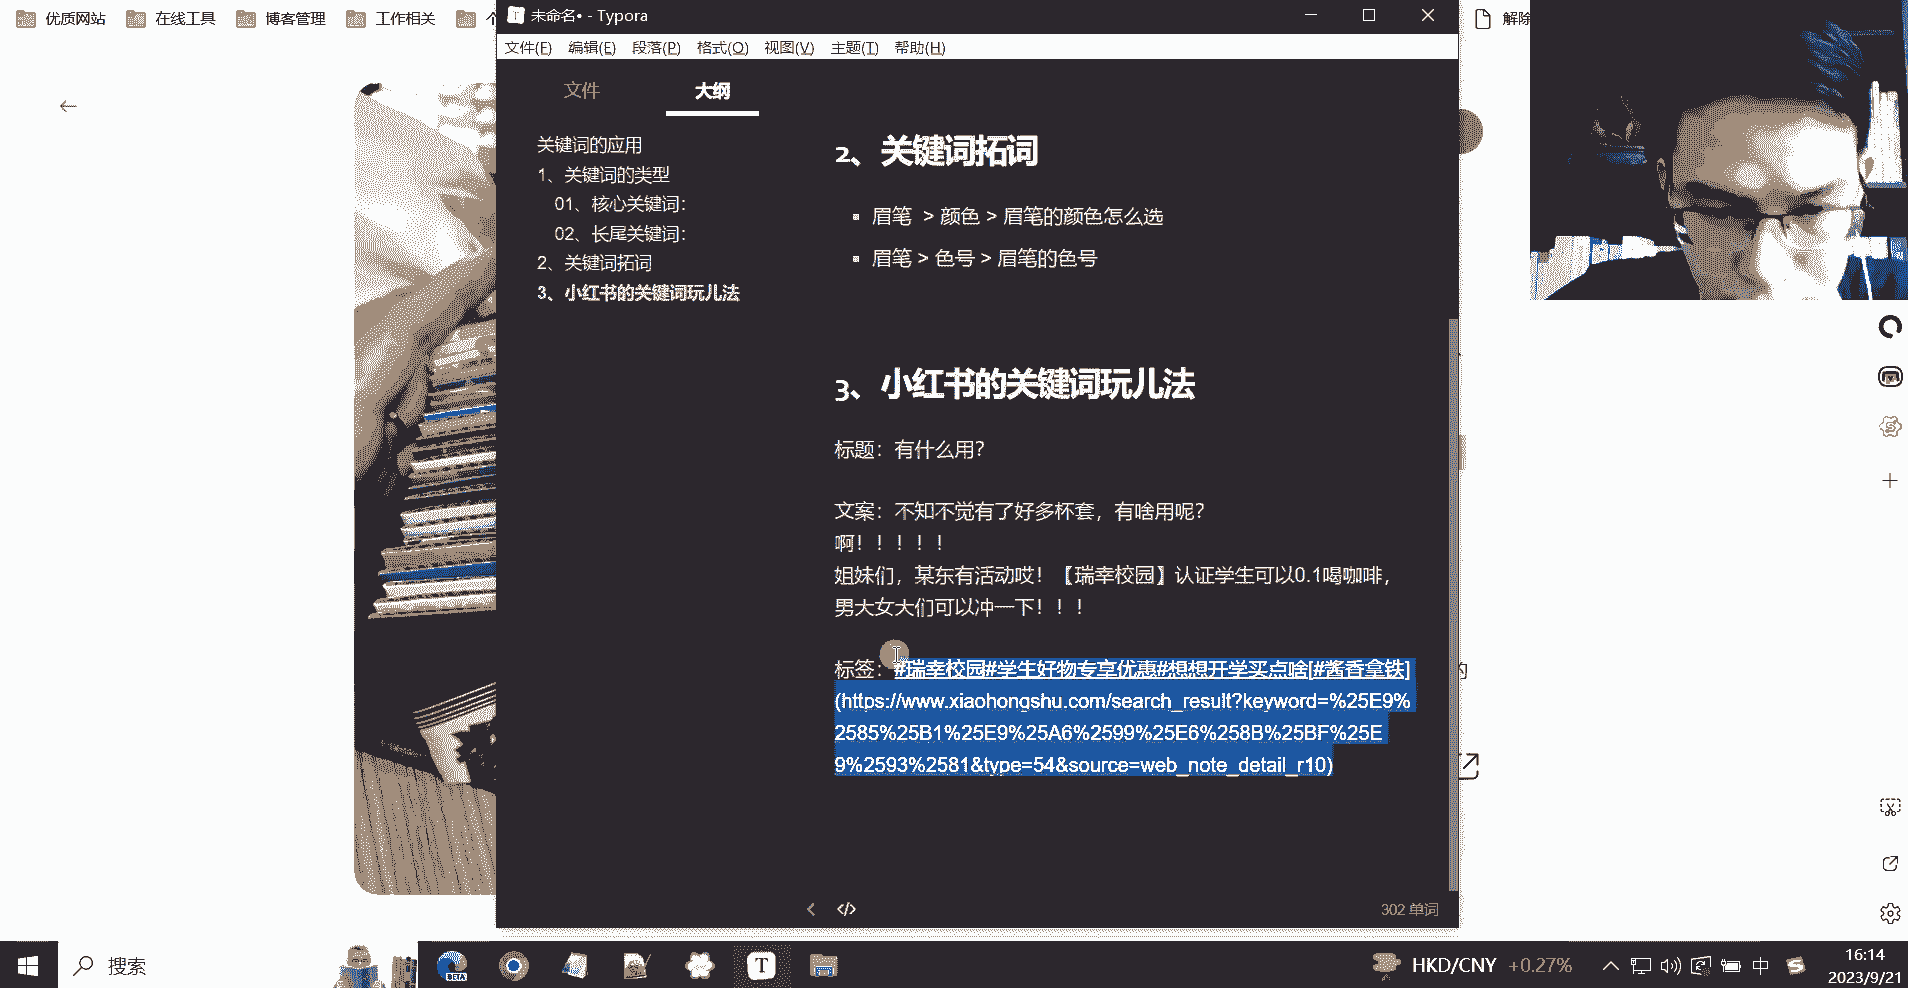 优质网站
在线工具
博客管理
工作相关
未命名• - Typora
解除
文件(F) 编辑(E) 段落(P) 格式(O) 视图(V) 主题(T) 帮助(H)
文件
大纲
关键词的应用
1、关键词的类型
01、核心关键词：
02、长尾关键词：
2、关键词拓词
3、小红书的关键词玩儿法
2、关键词拓词
眉笔 > 颜色 > 眉笔的颜色怎么选
眉笔 > 色号 > 眉笔的色号
3、小红书的关键词玩儿法
标题：有什么用？
文案：不知不觉有了好多杯套，有啥用呢？
啊！！！！！
姐妹们，某东有活动哎！【瑞幸校园】认证学生可以0.1喝咖啡，
男大女大们可以冲一下！！！
标签：#瑞幸校园#学生好物专享优惠#想想开学买点啥[#酱香拿铁]
(https://www.xiaohongshu.com/search_result?keyword=%25E9%
2585%25B1%25E9%25A6%2599%25E6%258B%25BF%25E
9%2593%2581&type=54&source=web_note_detail_r10)
的
302 单词
搜索
BETA
T
HKD/CNY +0.27%
中
16:14
2023/9/21